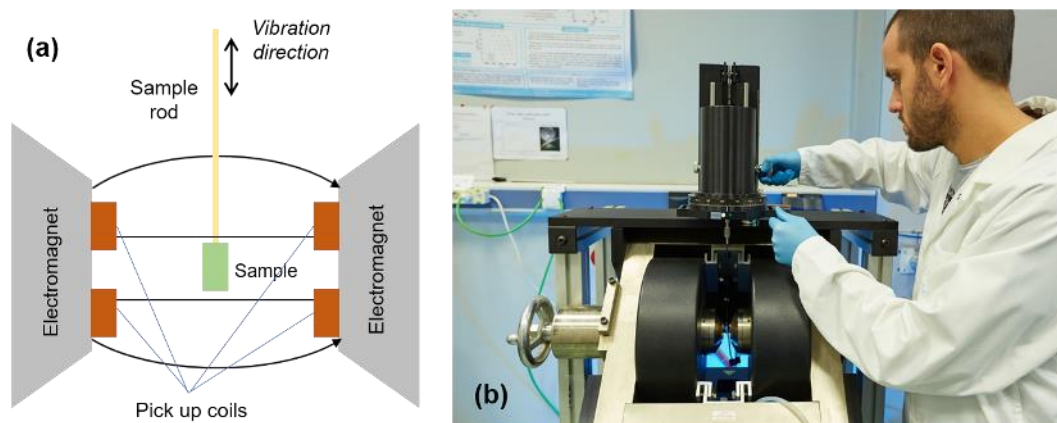 (a)
Vibration
direction
Sample
rod
Electromagnet
Sample
Electromagnet
Pick up coils
(b)